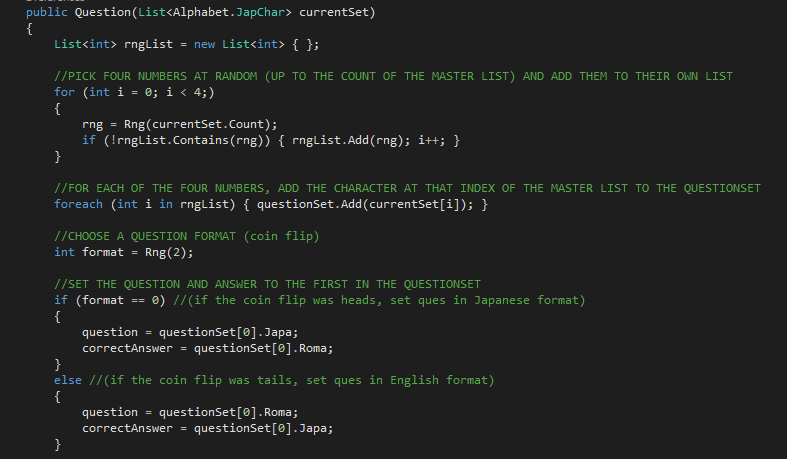 public Question(List<Alphabet.JapChar> currentSet)
{
List<int> rngList = new List<int> { };
//PICK FOUR NUMBERS AT RANDOM (UP TO THE COUNT OF THE MASTER LIST) AND ADD THEM TO THEIR OWN LIST
for (int i = 0; i < 4;)
{
rng = Rng(currentSet.Count);
if (!rngList.Contains(rng)) { rngList.Add(rng); i++; }
}
//FOR EACH OF THE FOUR NUMBERS, ADD THE CHARACTER AT THAT INDEX OF THE MASTER LIST TO THE QUESTIONSET
foreach (int i in rngList) { questionSet.Add(currentSet[i]); }
//CHOOSE A QUESTION FORMAT (coin flip)
int format = Rng(2);
//SET THE QUESTION AND ANSWER TO THE FIRST IN THE QUESTIONSET
if (format == 0) //(if the coin flip was heads, set ques in Japanese format)
{
question = questionSet[0].Japa;
correctAnswer = questionSet[0].Roma;
}
else //(if the coin flip was tails, set ques in English format)
{
question = questionSet[0].Roma;
correctAnswer = questionSet[0].Japa;
}